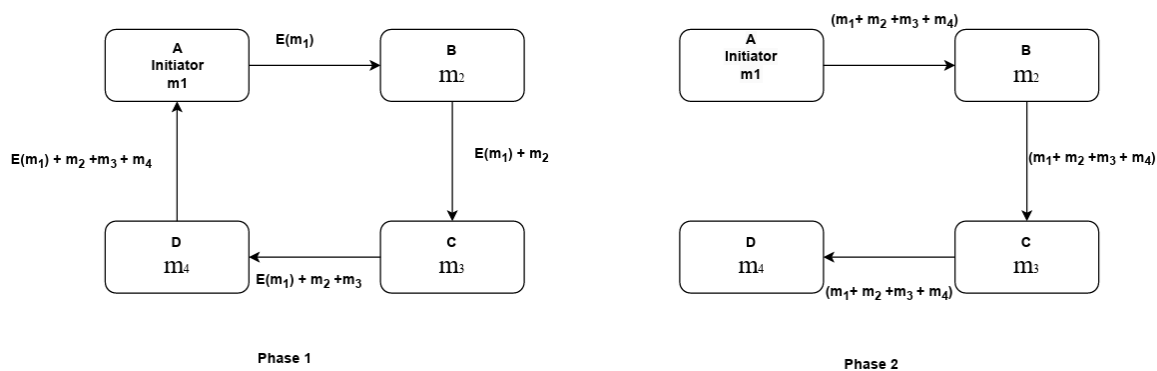 A
Initiator
m1
E(m₁)
B
m₂
E(m₁) + m₂
C
m₃
E(m₁) + m₂ +m₃
D
m₄
E(m₁) + m₂ +m₃ + m₄
Phase 1
A
Initiator
m1
(m₁+ m₂ +m₃ + m₄)
B
m₂
(m₁+ m₂ +m₃ + m₄)
C
m₃
(m₁+ m₂ +m₃ + m₄)
D
m₄
Phase 2